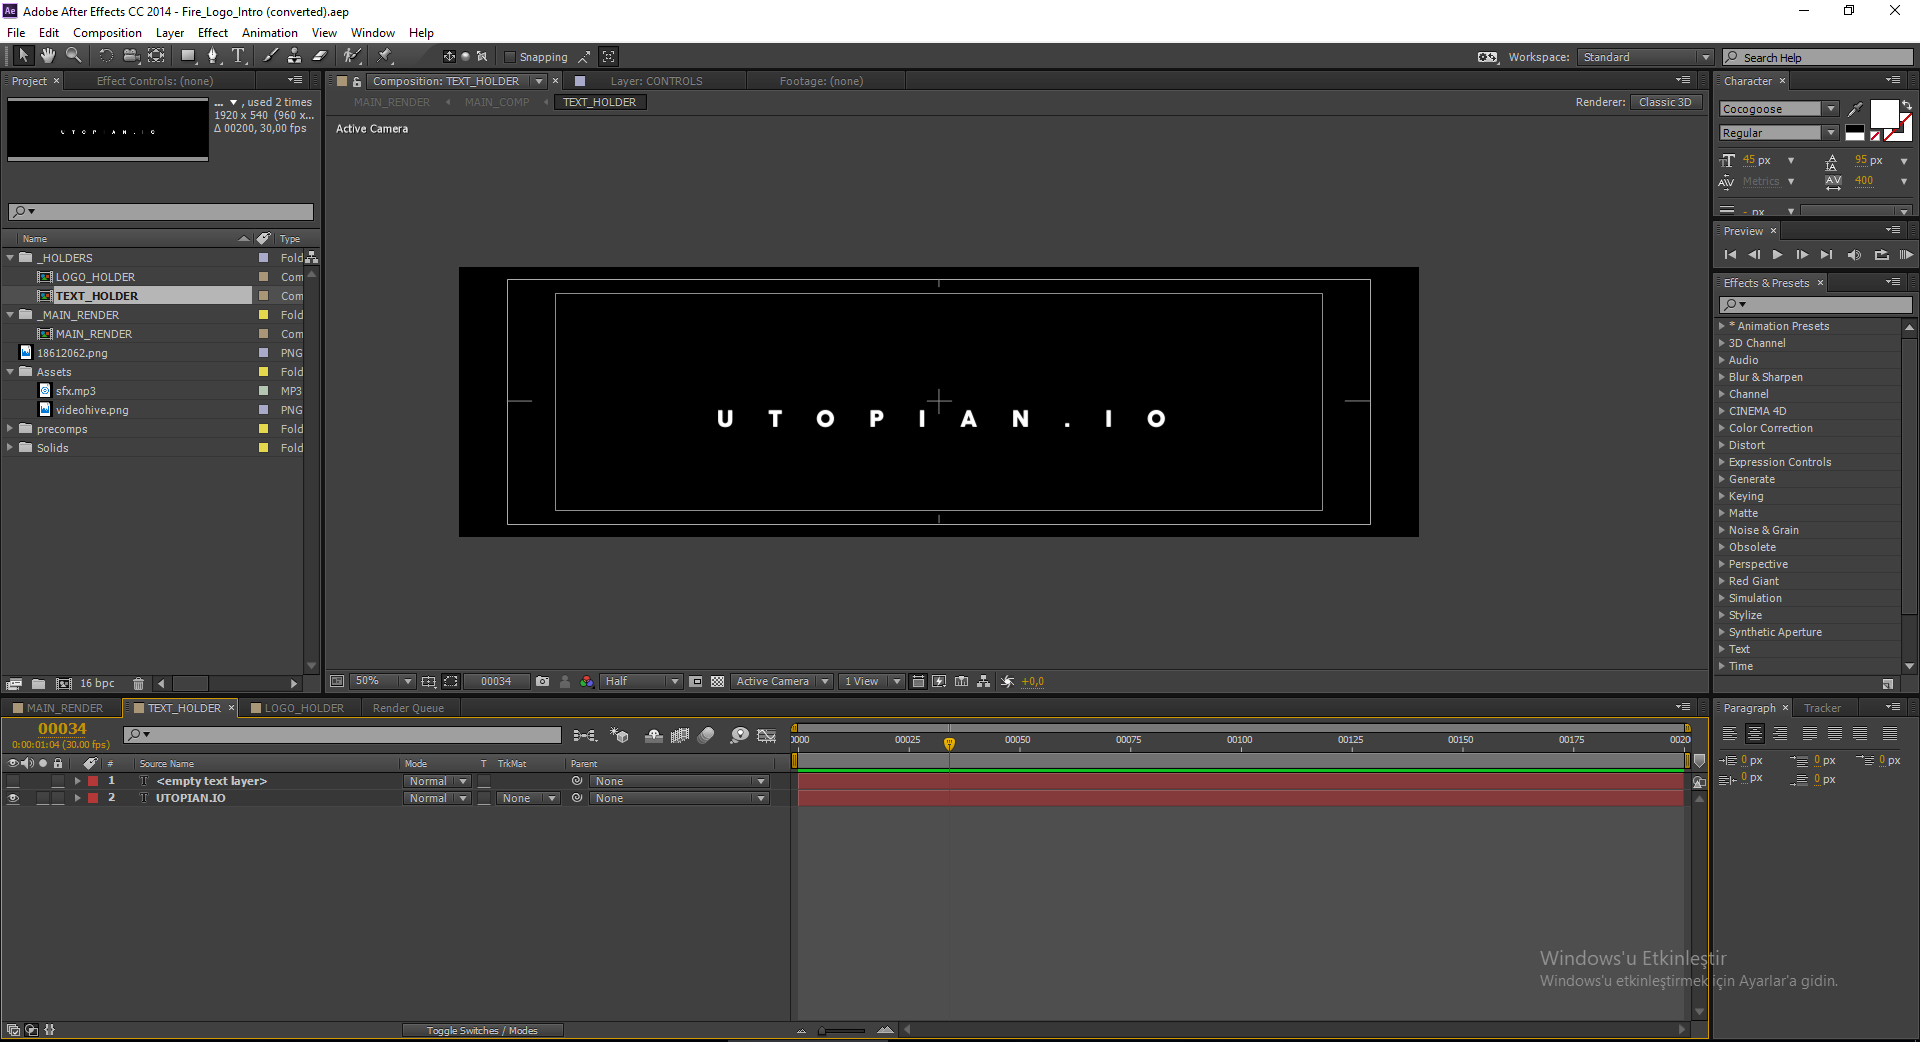 Adobe After Effects CC 2014 - Fire_Logo_Intro (converted).aep
File Edit Composition Layer Effect Animation View Window Help
Snapping
Workspace: Standard
Search Help
Project Effect Controls: (none)
... , used 2 times
1920 x 540 (960 x...
Δ 00200, 30,00 fps
UTOPIAN.IO
Name Type
_HOLDERS Fold
LOGO_HOLDER Com
TEXT_HOLDER Com
_MAIN_RENDER Fold
MAIN_RENDER Com
18612062.png PNG
Assets Fold
sfx.mp3 MP3
videohive.png PNG
precomps Fold
Solids Fold
16 bpc
Composition: TEXT_HOLDER Layer: CONTROLS Footage: (none)
MAIN_RENDER MAIN_COMP TEXT_HOLDER
Renderer: Classic 3D
Active Camera
UTOPIAN.IO
50% 00034 Half Active Camera 1 View +0,0
Character
Cocogoose
Regular
45 px 95 px
Metrics 400
- px
Preview
Effects & Presets
* Animation Presets
3D Channel
Audio
Blur & Sharpen
Channel
CINEMA 4D
Color Correction
Distort
Expression Controls
Generate
Keying
Matte
Noise & Grain
Obsolete
Perspective
Red Giant
Simulation
Stylize
Synthetic Aperture
Text
Time
MAIN_RENDER TEXT_HOLDER LOGO_HOLDER Render Queue
00034
0:00:01:04 (30.00 fps)
0000 00025 00050 00075 00100 00125 00150 00175 0020
# Source Name Mode T TrkMat Parent
1 <empty text layer> Normal None
2 UTOPIAN.IO Normal None None
Toggle Switches / Modes
Paragraph Tracker
0 px 0 px 0 px
0 px 0 px
Windows'u Etkinleştir
Windows'u etkinleştirmek için Ayarlar'a gidin.